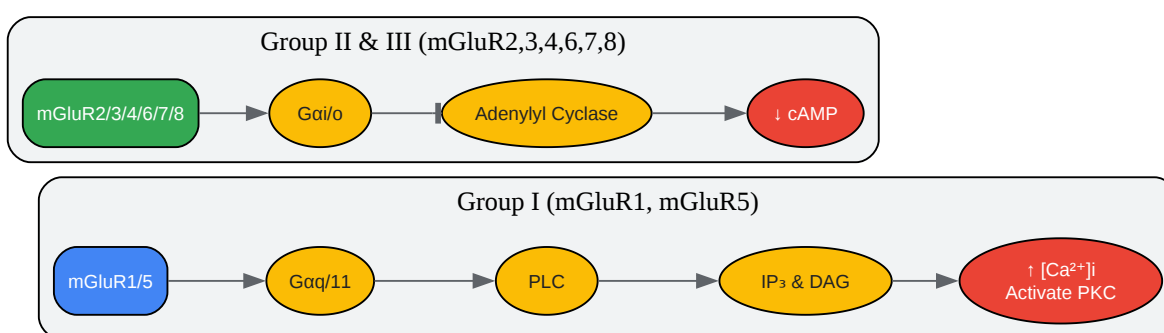 Group II & III (mGluR2,3,4,6,7,8)
mGluR2/3/4/6/7/8
Gαi/o
Adenylyl Cyclase
↓ cAMP
Group I (mGluR1, mGluR5)
mGluR1/5
Gαq/11
PLC
IP₃ & DAG
↑ [Ca²⁺]i
Activate PKC